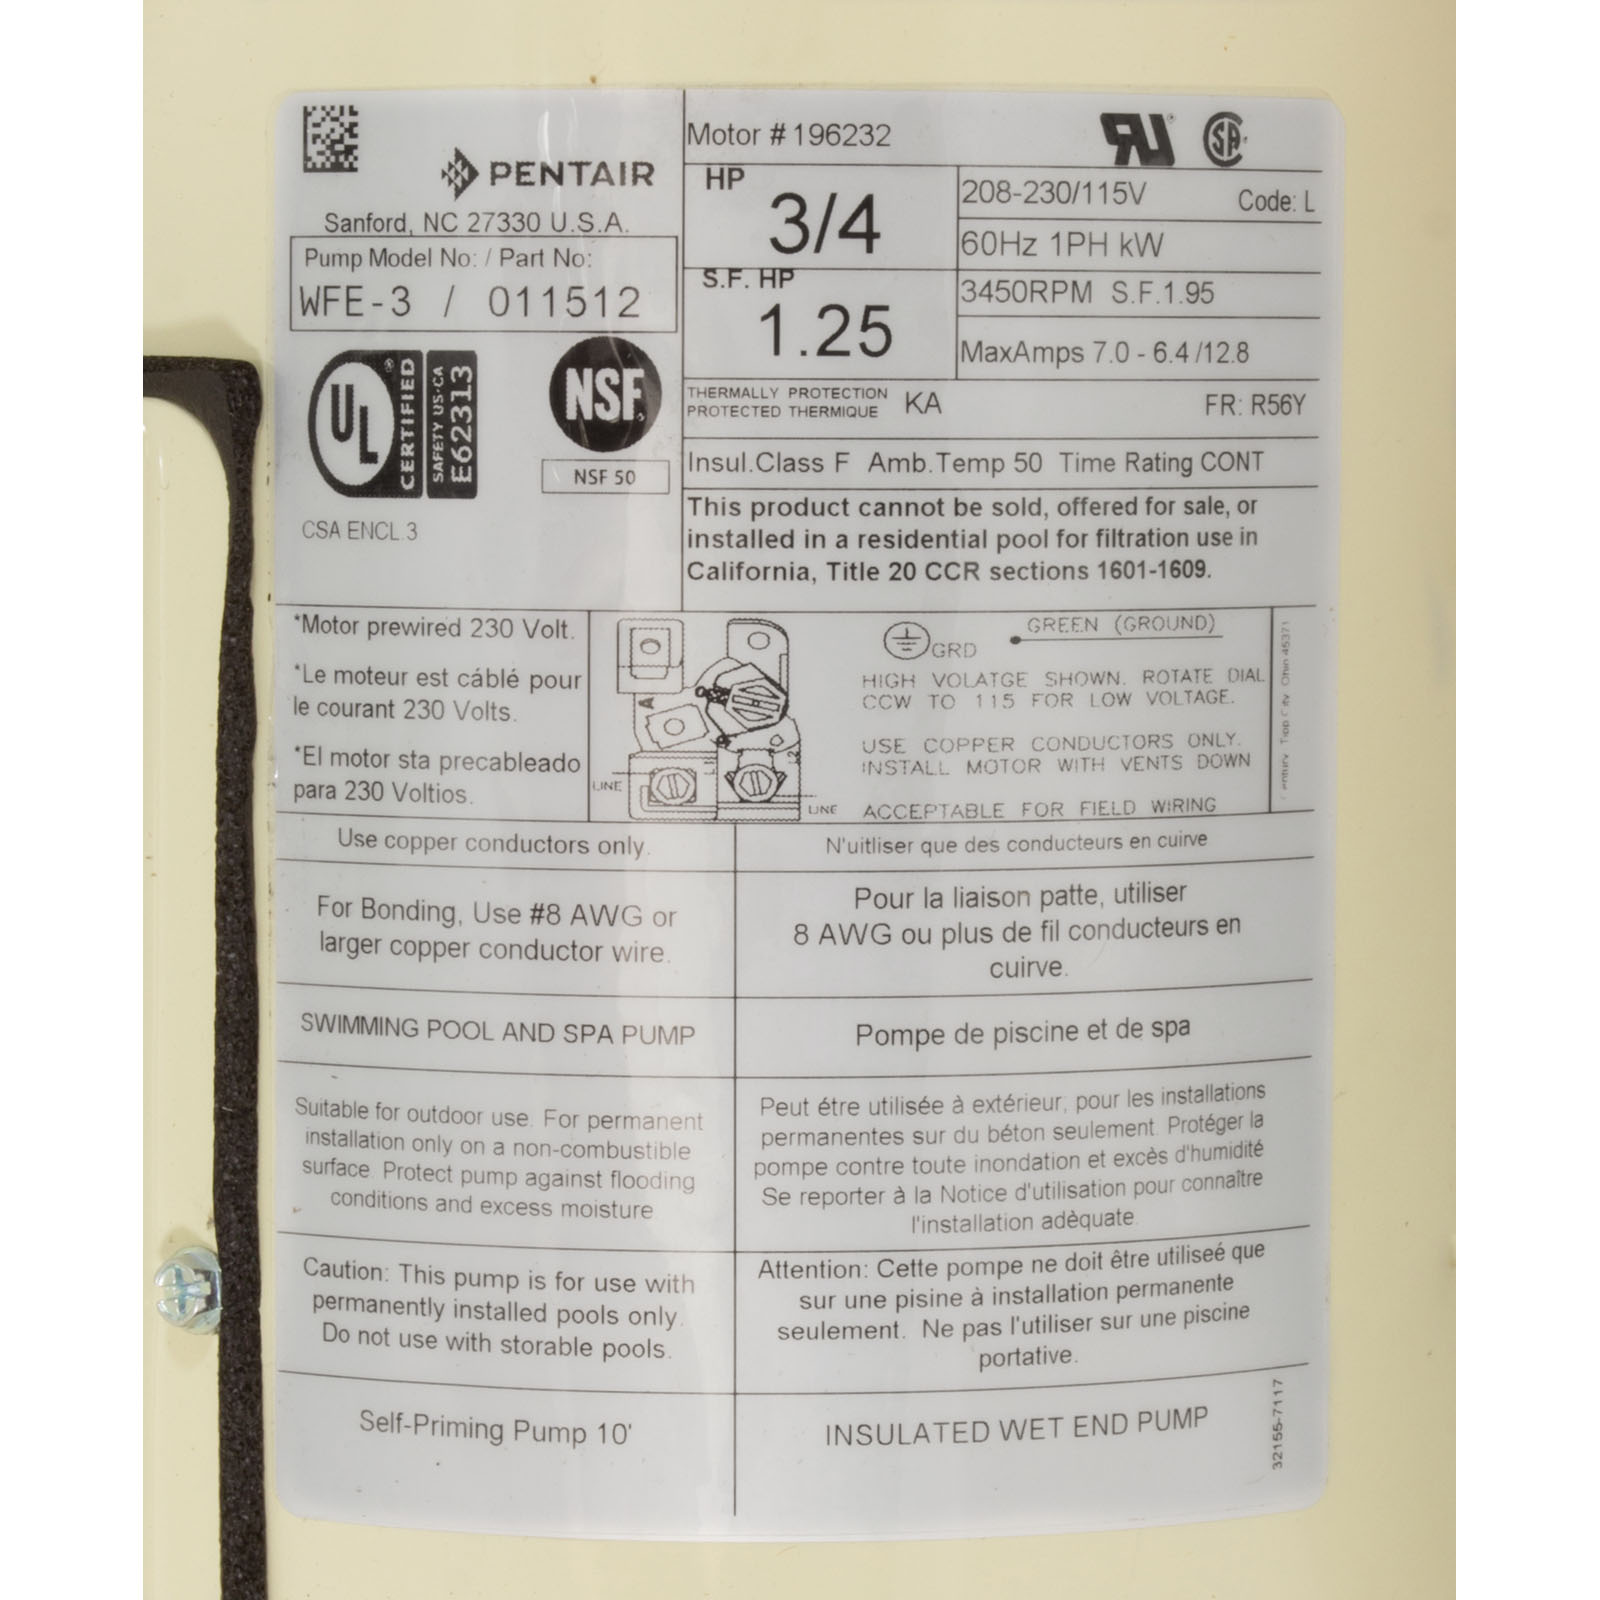 PENTAIR
Sanford, NC 27330 U.S.A.
Pump Model No: / Part No:
WFE-3 / 011512
UL ®
CERTIFIED
SAFETY US-CA
E62313
NSF®
NSF 50
CSA ENCL.3
Motor # 196232
HP
3/4
S.F. HP
1.25
208-230/115V Code: L
60Hz 1PH kW
3450RPM S.F.1.95
MaxAmps 7.0 - 6.4 /12.8
THERMALLY PROTECTION
PROTECTED THERMIQUE KA FR: R56Y
Insul.Class F Amb.Temp 50 Time Rating CONT
This product cannot be sold, offered for sale, or
installed in a residential pool for filtration use in
California, Title 20 CCR sections 1601-1609.
*Motor prewired 230 Volt.
*Le moteur est cáblé pour
le courant 230 Volts.
*El motor sta precableado
para 230 Voltios.
A
LINE
LINE
GRD
GREEN (GROUND)
HIGH VOLATGE SHOWN. ROTATE DIAL
CCW TO 115 FOR LOW VOLTAGE.
USE COPPER CONDUCTORS ONLY.
INSTALL MOTOR WITH VENTS DOWN
ACCEPTABLE FOR FIELD WIRING
Century Tipp City Ohio 45371
Use copper conductors only.
N'uitliser que des conducteurs en cuirve
For Bonding, Use #8 AWG or
larger copper conductor wire.
Pour la liaison patte, utiliser
8 AWG ou plus de fil conducteurs en
cuirve.
SWIMMING POOL AND SPA PUMP
Pompe de piscine et de spa
Suitable for outdoor use. For permanent
installation only on a non-combustible
surface. Protect pump against flooding
conditions and excess moisture
Peut étre utilisée à extérieur, pour les installations
permanentes sur du béton seulement. Protéger la
pompe contre toute inondation et excès d'humidité
Se reporter à la Notice d'utilisation pour connaître
l'installation adèquate.
Caution: This pump is for use with
permanently installed pools only.
Do not use with storable pools.
Attention: Cette pompe ne doit être utiliseé que
sur une pisine à installation permanente
seulement. Ne pas l'utiliser sur une piscine
portative.
Self-Priming Pump 10'
INSULATED WET END PUMP
32155-7117